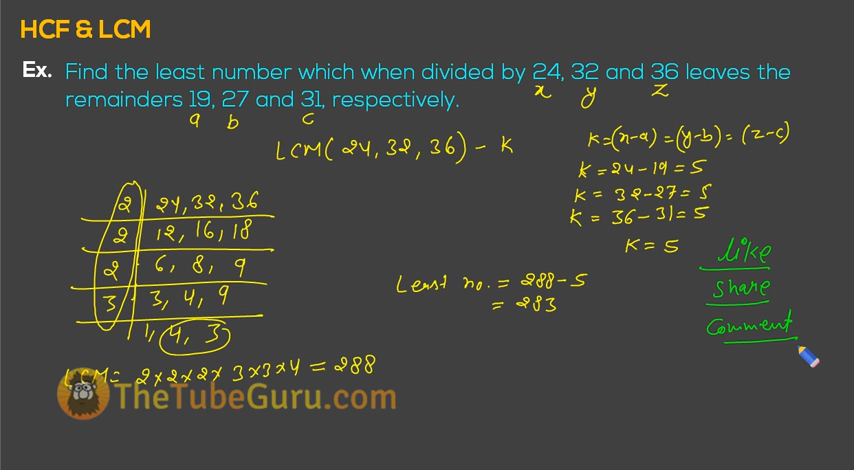 HCF & LCM
Ex. Find the least number which when divided by 24, 32 and 36 leaves the
remainders 19, 27 and 31, respectively.
x y z
a b c
LCM(24, 32, 36) - K
K=(x-a) = (y-b) = (z-c)
K = 24-19 = 5
K = 32-27 = 5
K = 36-31 = 5
K = 5
2 24, 32, 36
2 12, 16, 18
2 6, 8, 9
3 3, 4, 9
1, 4, 3
LCM = 2×2×2×3×3×4 = 288
Least no. = 288-5
= 283
like
share
comment
TheTubeGuru.com